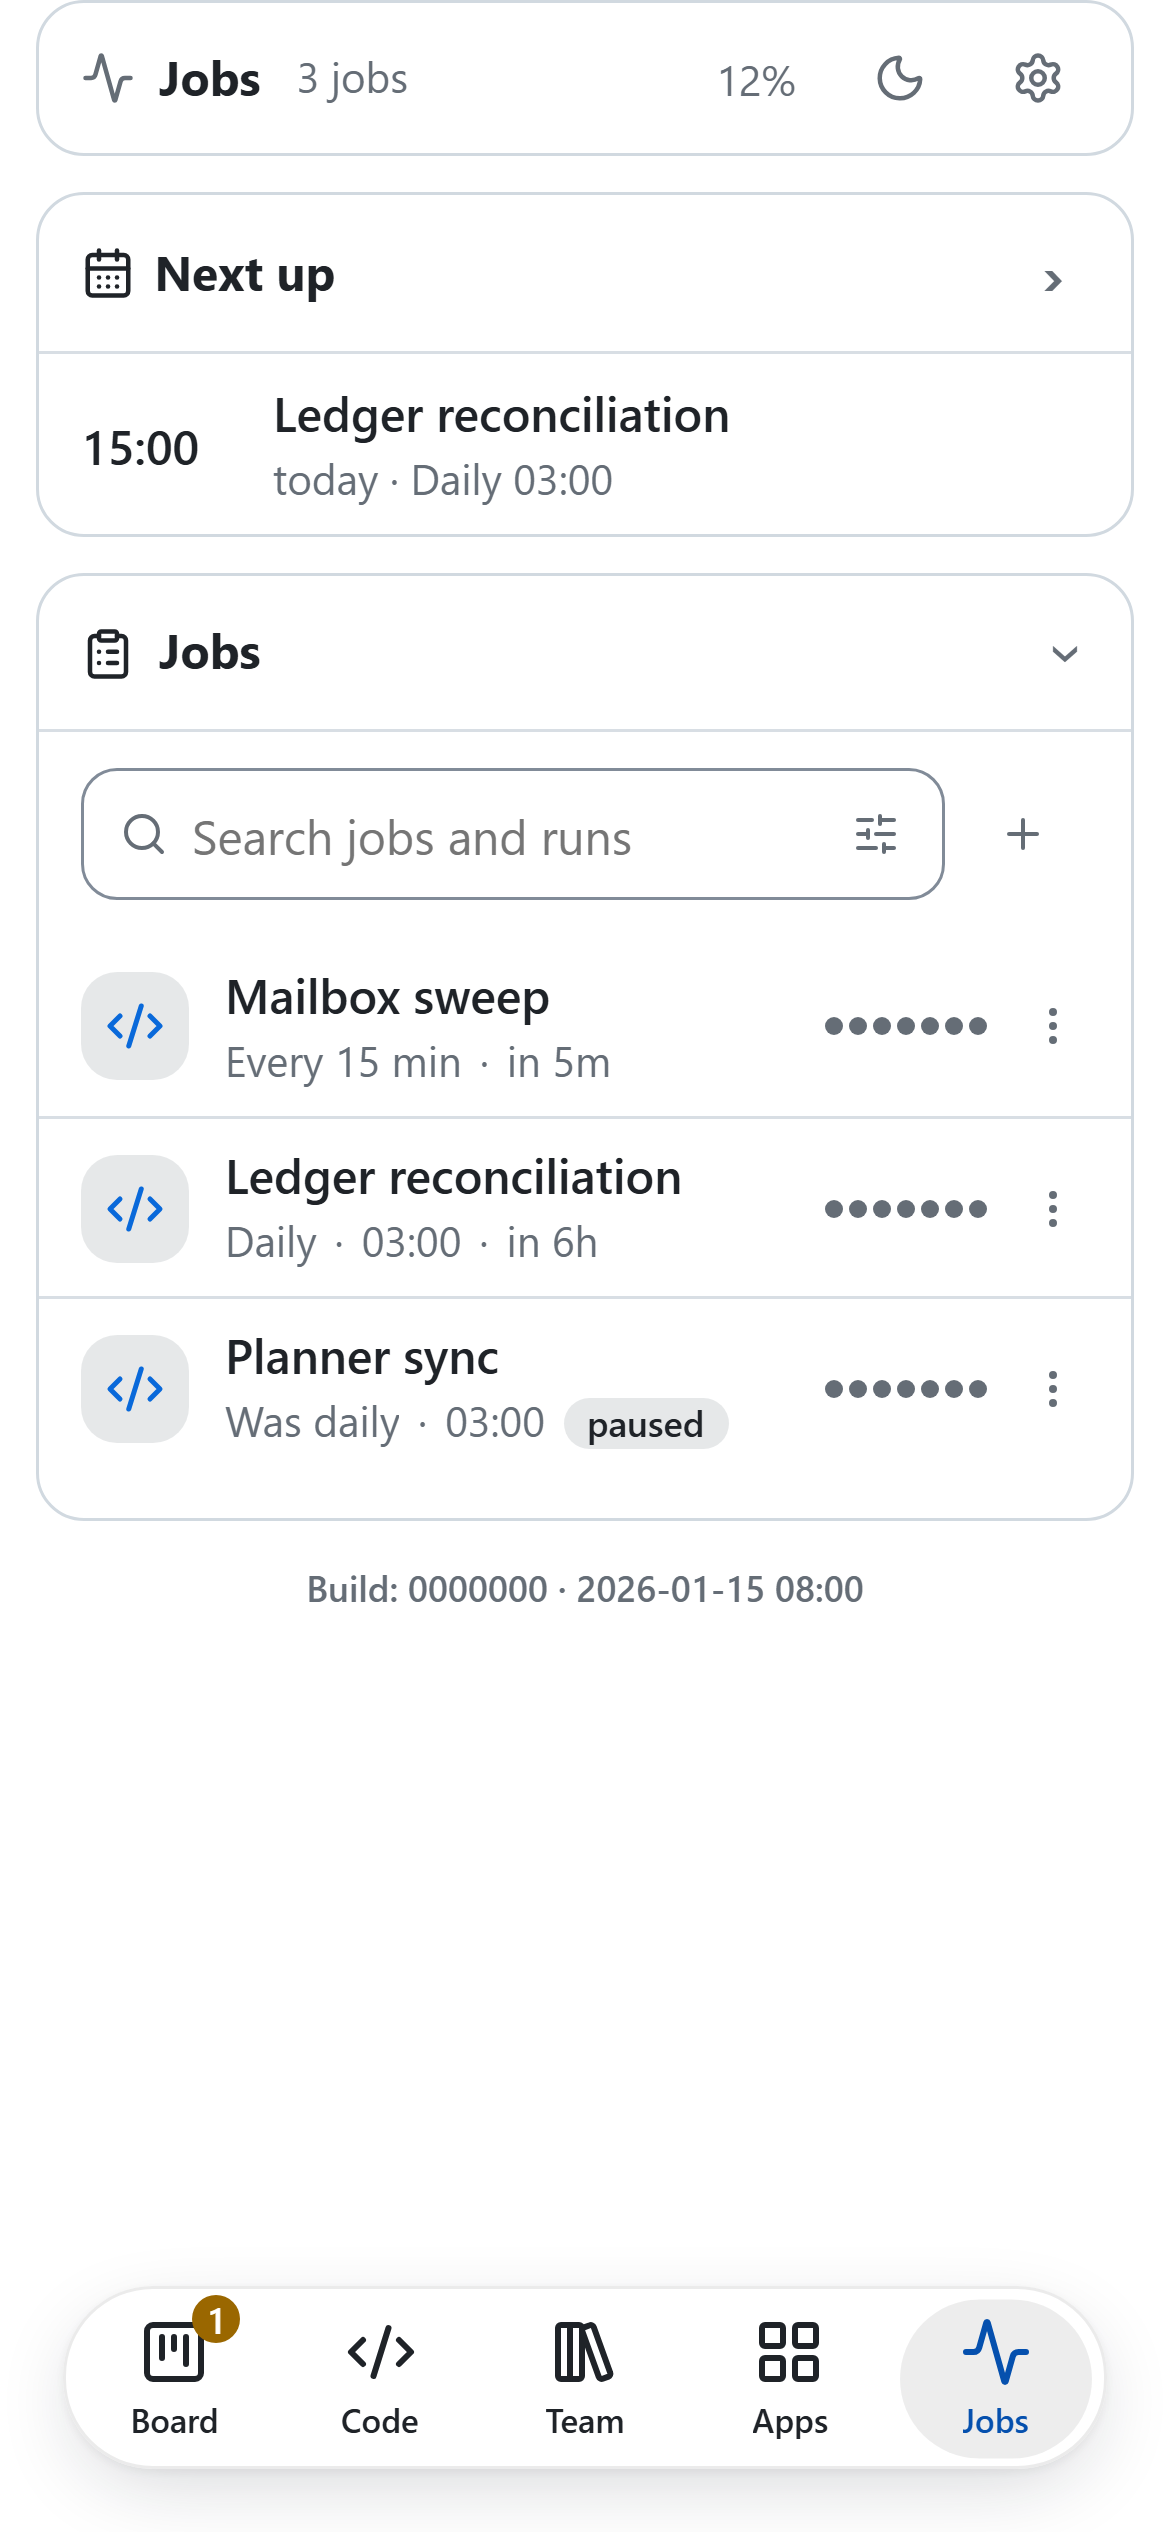 Jobs 3 jobs 12%
Next up
15:00
Ledger reconciliation
today · Daily 03:00
Jobs
Search jobs and runs
Mailbox sweep
Every 15 min · in 5m
Ledger reconciliation
Daily · 03:00 · in 6h
Planner sync
Was daily · 03:00 paused
Build: 0000000 · 2026-01-15 08:00
1
Board Code Team Apps Jobs